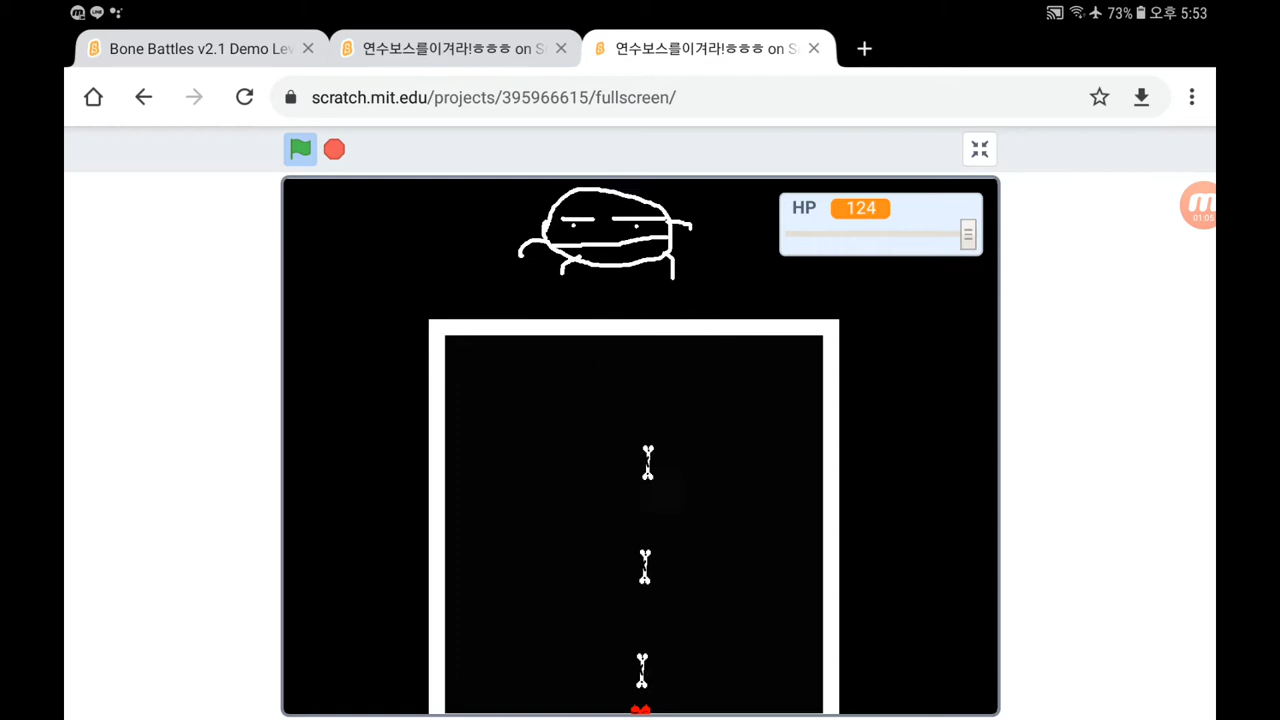 73% 오후 5:53
Bone Battles v2.1 Demo Lev
연수보스를이겨라!ㅎㅎㅎ on S
연수보스를이겨라!ㅎㅎㅎ on S
scratch.mit.edu/projects/395966615/fullscreen/
HP 124
01:05